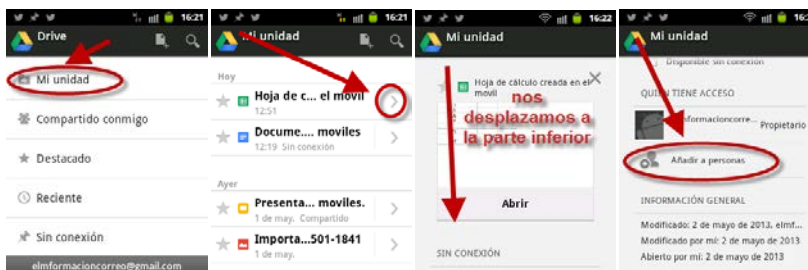 16:21
Drive
Mi unidad
Compartido conmigo
Destacado
Reciente
Sin conexión
elmformacioncorreo@gmail.com
16:21
Mi unidad
Hoy
Hoja de c... el movil
12:51
Docume.... moviles
12:19 Sin conexión
Ayer
Presenta... moviles.
1 de may. Compartido
Importa...501-1841
1 de may.
16:22
Mi unidad
Hoja de cálculo creada en el
movil
nos
desplazamos a
la parte inferior
Abrir
SIN CONEXIÓN
16:2
Mi unidad
Disponible sin conexión
TIENE ACCESO
Propietario
Añadir a personas
INFORMACIÓN GENERAL
Modificado: 2 de mayo de 2013, elmf...
Modificado por mí: 2 de mayo de 2013
Abierto por mí: 2 de mayo de 2013